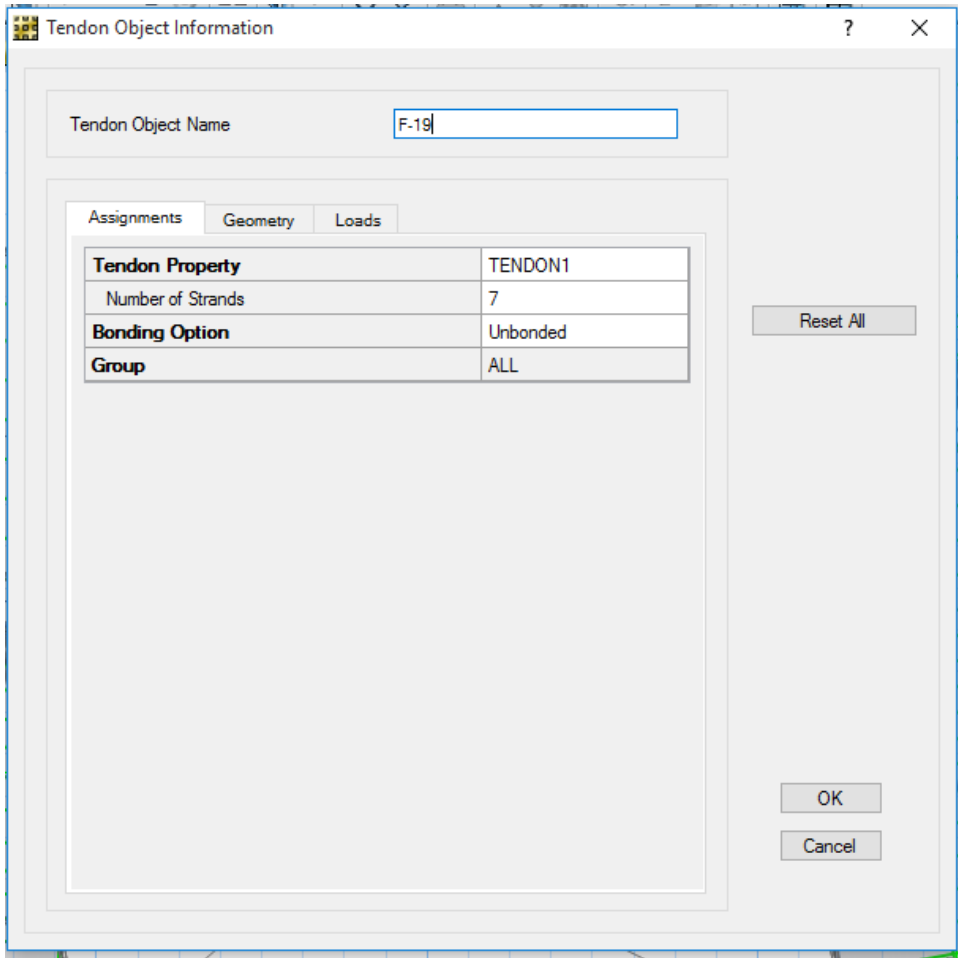 Tendon Object Information ?
Tendon Object Name F-19
Assignments Geometry Loads
Tendon Property TENDON1
Number of Strands 7
Bonding Option Unbonded
Group ALL
Reset All
OK
Cancel